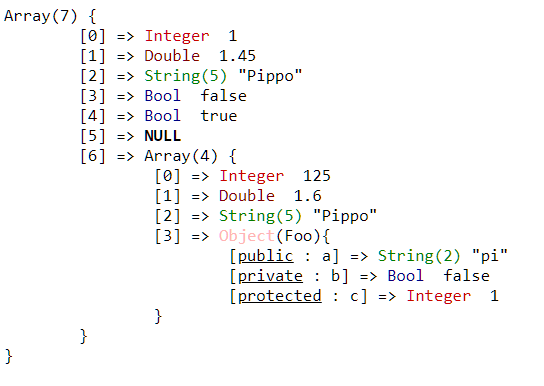 Array(7) {
[0] => Integer 1
[1] => Double 1.45
[2] => String(5) "Pippo"
[3] => Bool false
[4] => Bool true
[5] => NULL
[6] => Array(4) {
[0] => Integer 125
[1] => Double 1.6
[2] => String(5) "Pippo"
[3] => Object(Foo){
[public : a] => String(2) "pi"
[private : b] => Bool false
[protected : c] => Integer 1
}
}
}